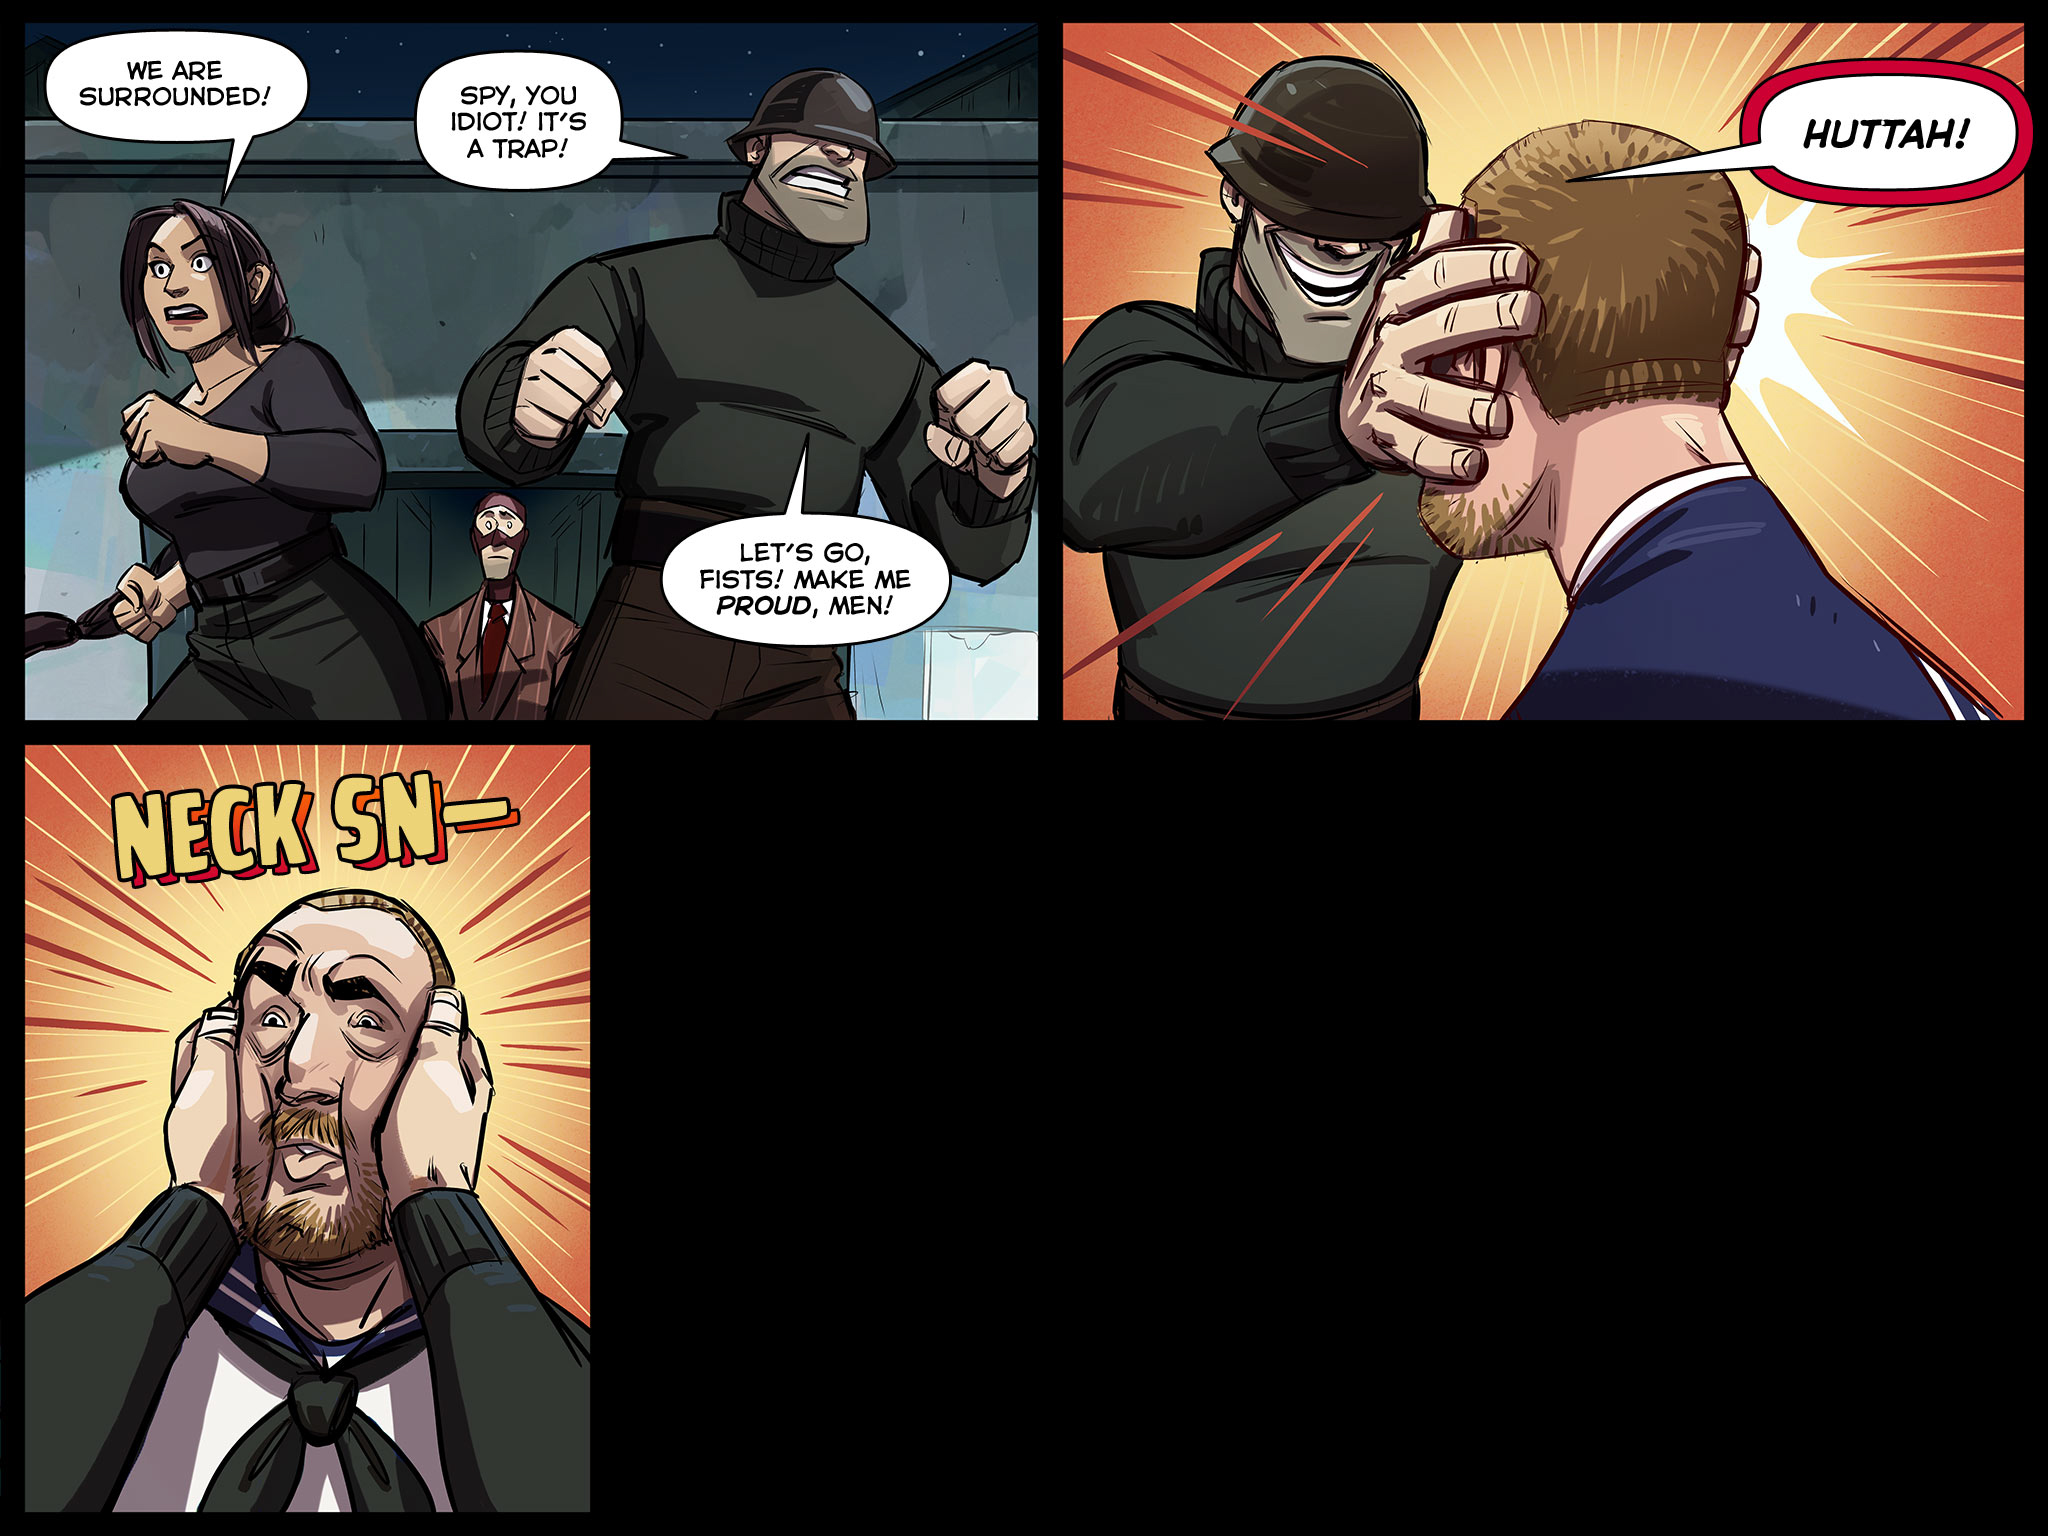 WE ARE
SURROUNDED!
SPY, YOU
IDIOT! IT'S
A TRAP!
LET'S GO,
FISTS! MAKE ME
PROUD, MEN!
HUTTAH!
NECK SN—